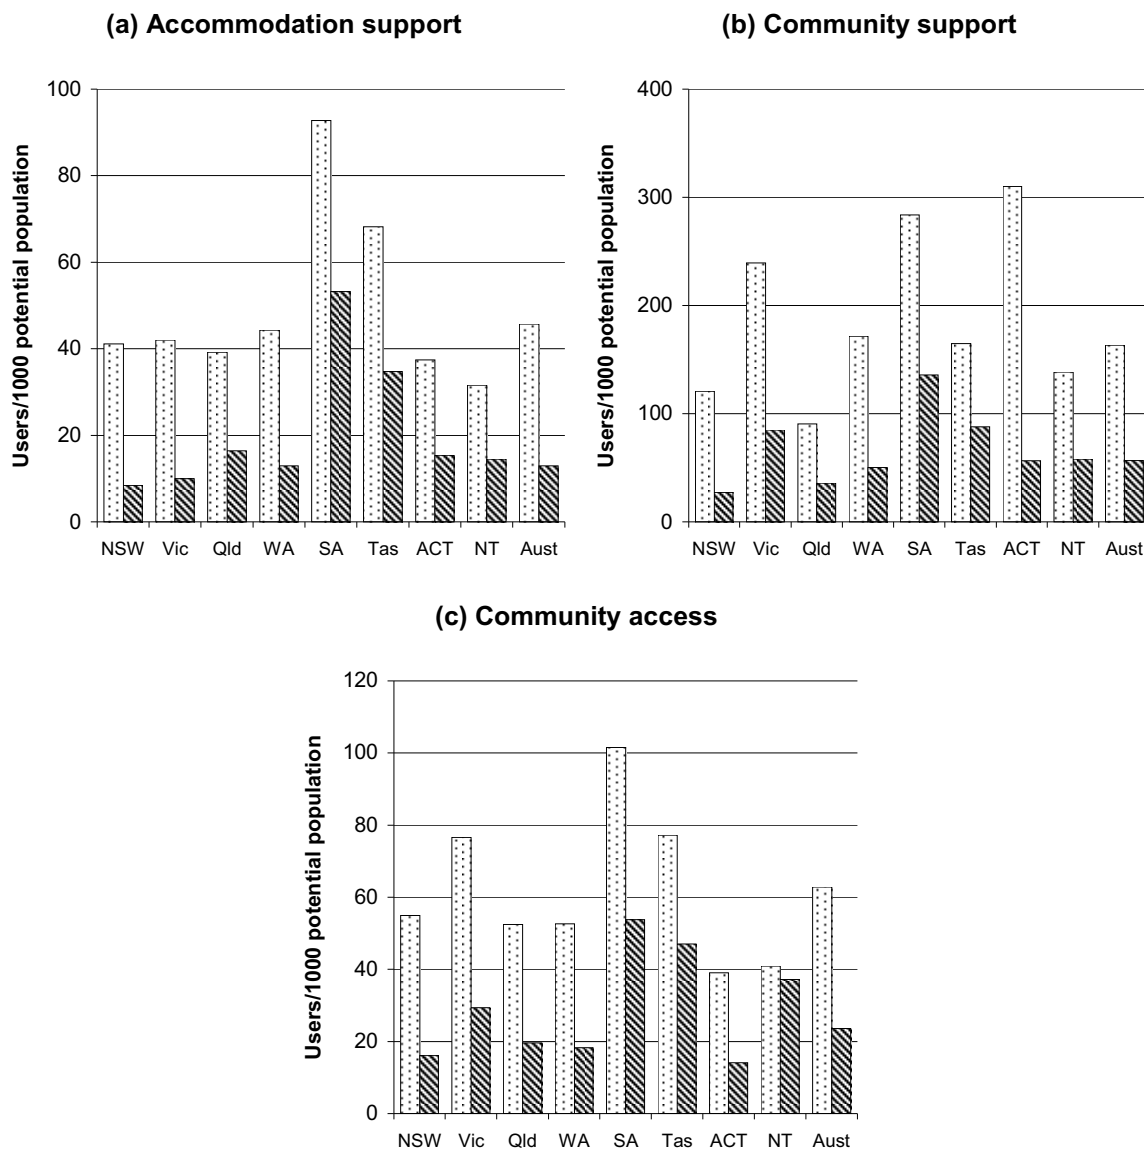 (a) Accommodation support
Users/1000 potential population
100
80
60
40
20
0
NSW Vic Qld WA SA Tas ACT NT Aust
(b) Community support
Users/1000 potential population
400
300
200
100
0
NSW Vic Qld WA SA Tas ACT NT Aust
(c) Community access
Users/1000 potential population
120
100
80
60
40
20
0
NSW Vic Qld WA SA Tas ACT NT Aust